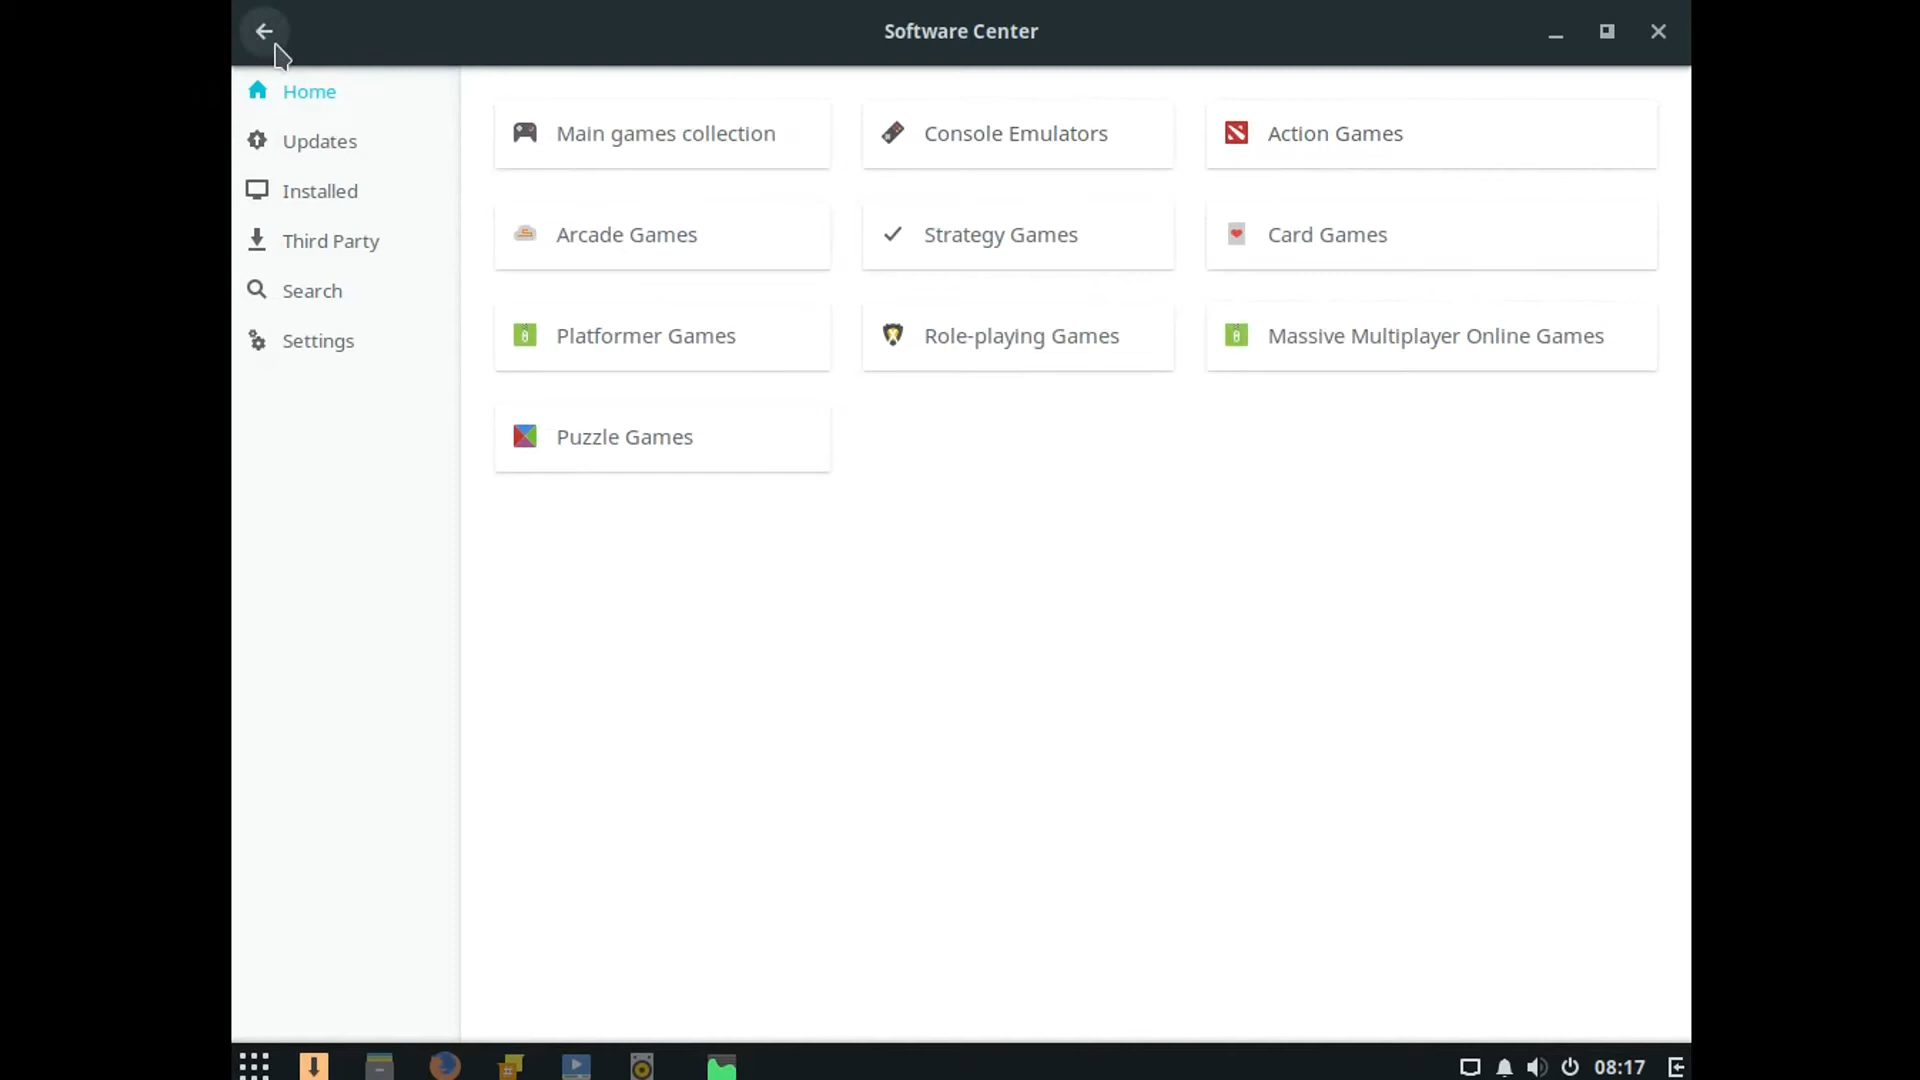 Software Center
Home
Updates
Installed
Third Party
Search
Settings
Main games collection
Console Emulators
Action Games
Arcade Games
Strategy Games
Card Games
Platformer Games
Role-playing Games
Massive Multiplayer Online Games
Puzzle Games
08:17